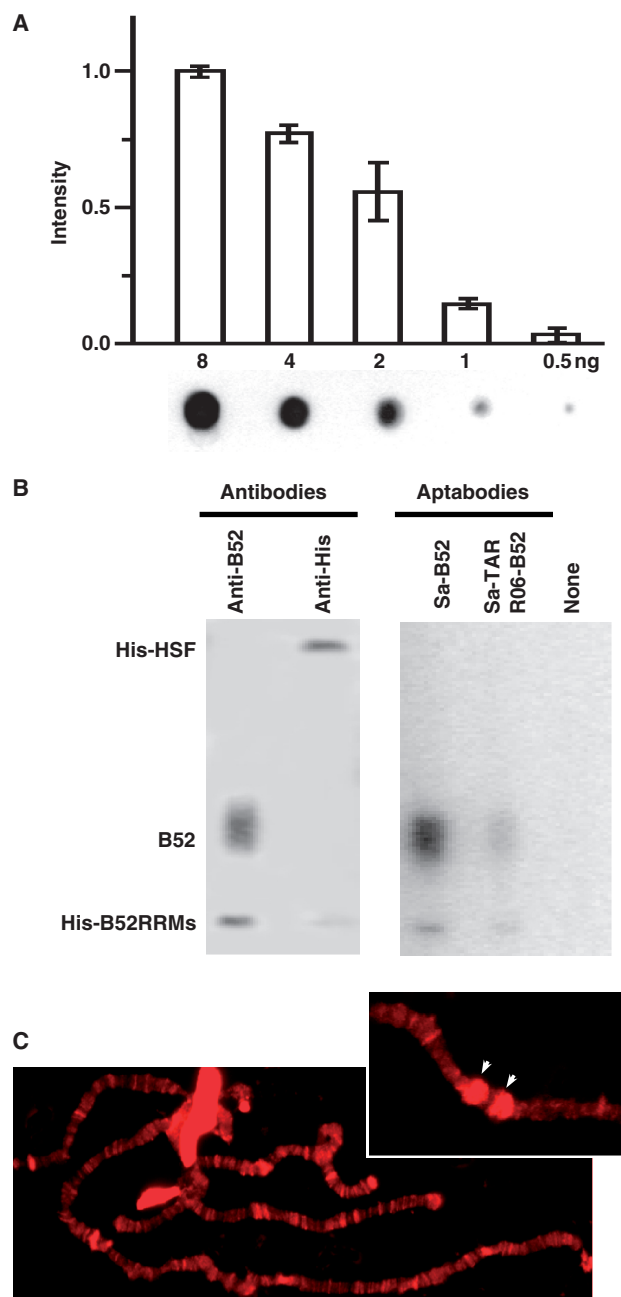 A
1.0
0.5
0.0
Intensity
8 4 2 1 0.5 ng
B
Antibodies Aptabodies
Anti-B52
Anti-His
Sa-B52
Sa-TAR
R06-B52
None
His-HSF
B52
His-B52RRMs
C